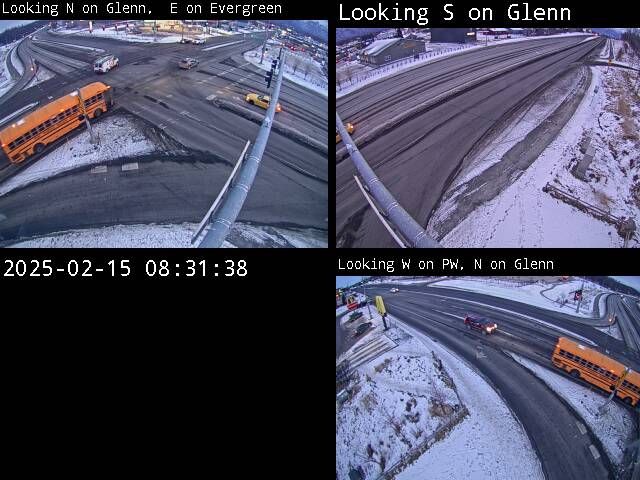 Looking N on Glenn,  E on Evergreen
Looking S on Glenn
2025-02-15 08:31:38
Looking W on PW, N on Glenn